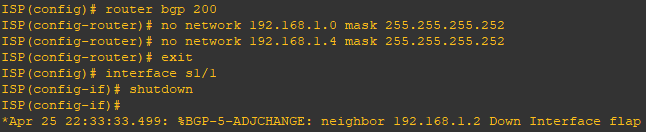 ISP(config)# router bgp 200
ISP(config-router)# no network 192.168.1.0 mask 255.255.255.252
ISP(config-router)# no network 192.168.1.4 mask 255.255.255.252
ISP(config-router)# exit
ISP(config)# interface s1/1
ISP(config-if)# shutdown
ISP(config-if)#
*Apr 25 22:33:33.499: %BGP-5-ADJCHANGE: neighbor 192.168.1.2 Down Interface flap